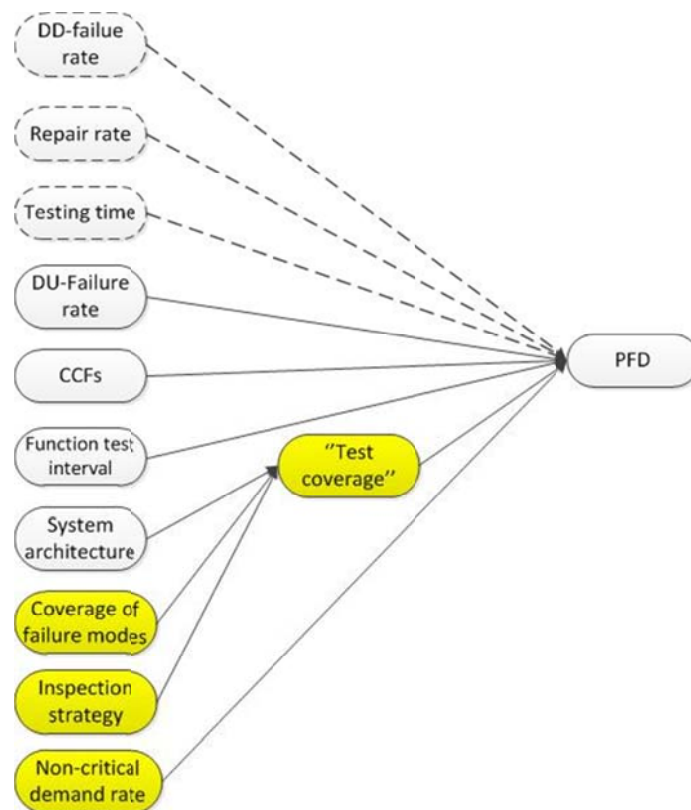 DD-failue
rate
Repair rate
Testing time
DU-Failure
rate
PFD
CCFs
Function test
interval
‘’Test
coverage’’
System
architecture
Coverage of
failure modes
Inspection
strategy
Non-critical
demand rate